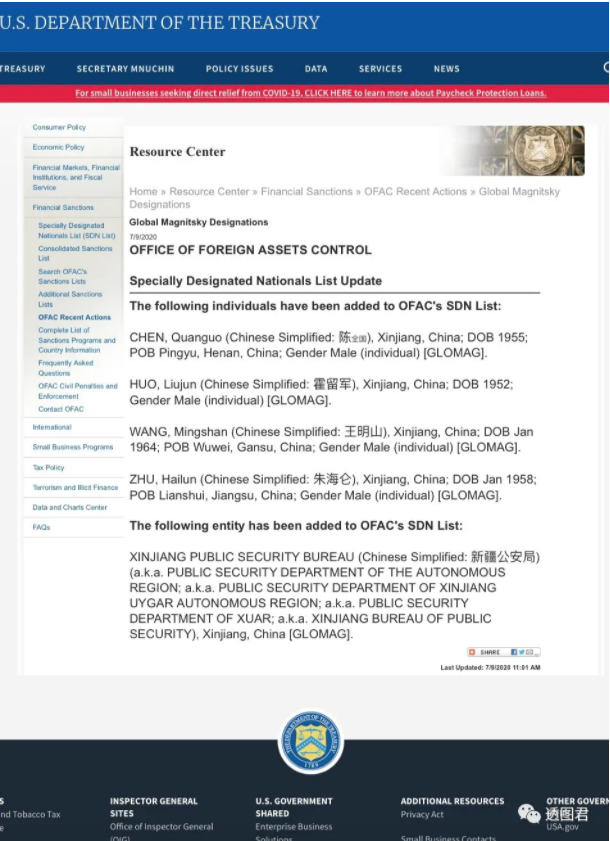 U.S. DEPARTMENT OF THE TREASURY
TREASURY SECRETARY MNUCHIN POLICY ISSUES DATA SERVICES NEWS
For small businesses seeking direct relief from COVID-19, CLICK HERE to learn more about Paycheck Protection Loans.
Consumer Policy
Economic Policy
Financial Markets, Financial
Institutions, and Fiscal
Service
Financial Sanctions
Specially Designated
Nationals List (SDN List)
Consolidated Sanctions
List
Search OFAC's
Sanctions Lists
Additional Sanctions
Lists
OFAC Recent Actions
Complete List of
Sanctions Programs and
Country Information
Frequently Asked
Questions
OFAC Civil Penalties and
Enforcement
Contact OFAC
International
Small Business Programs
Tax Policy
Terrorism and Illicit Finance
Data and Charts Center
FAQs
Resource Center
Home » Resource Center » Financial Sanctions » OFAC Recent Actions » Global Magnitsky
Designations
Global Magnitsky Designations
7/9/2020
OFFICE OF FOREIGN ASSETS CONTROL
Specially Designated Nationals List Update
The following individuals have been added to OFAC's SDN List:
CHEN, Quanguo (Chinese Simplified: 陈全国), Xinjiang, China; DOB 1955;
POB Pingyu, Henan, China; Gender Male (individual) [GLOMAG].
HUO, Liujun (Chinese Simplified: 霍留军), Xinjiang, China; DOB 1952;
Gender Male (individual) [GLOMAG].
WANG, Mingshan (Chinese Simplified: 王明山), Xinjiang, China; DOB Jan
1964; POB Wuwei, Gansu, China; Gender Male (individual) [GLOMAG].
ZHU, Hailun (Chinese Simplified: 朱海仑), Xinjiang, China; DOB Jan 1958;
POB Lianshui, Jiangsu, China; Gender Male (individual) [GLOMAG].
The following entity has been added to OFAC's SDN List:
XINJIANG PUBLIC SECURITY BUREAU (Chinese Simplified: 新疆公安局)
(a.k.a. PUBLIC SECURITY DEPARTMENT OF THE AUTONOMOUS
REGION; a.k.a. PUBLIC SECURITY DEPARTMENT OF XINJIANG
UYGAR AUTONOMOUS REGION; a.k.a. PUBLIC SECURITY
DEPARTMENT OF XUAR; a.k.a. XINJIANG BUREAU OF PUBLIC
SECURITY), Xinjiang, China [GLOMAG].
SHARE
Last Updated: 7/9/2020 11:01 AM
THE DEPARTMENT OF THE TREASURY
1789
S
nd Tobacco Tax
e
INSPECTOR GENERAL
SITES
Office of Inspector General
(OIG)
U.S. GOVERNMENT
SHARED
Enterprise Business
Solutions
ADDITIONAL RESOURCES
Privacy Act
Small Business Contacts
OTHER GOVERN
USA.gov
透图君